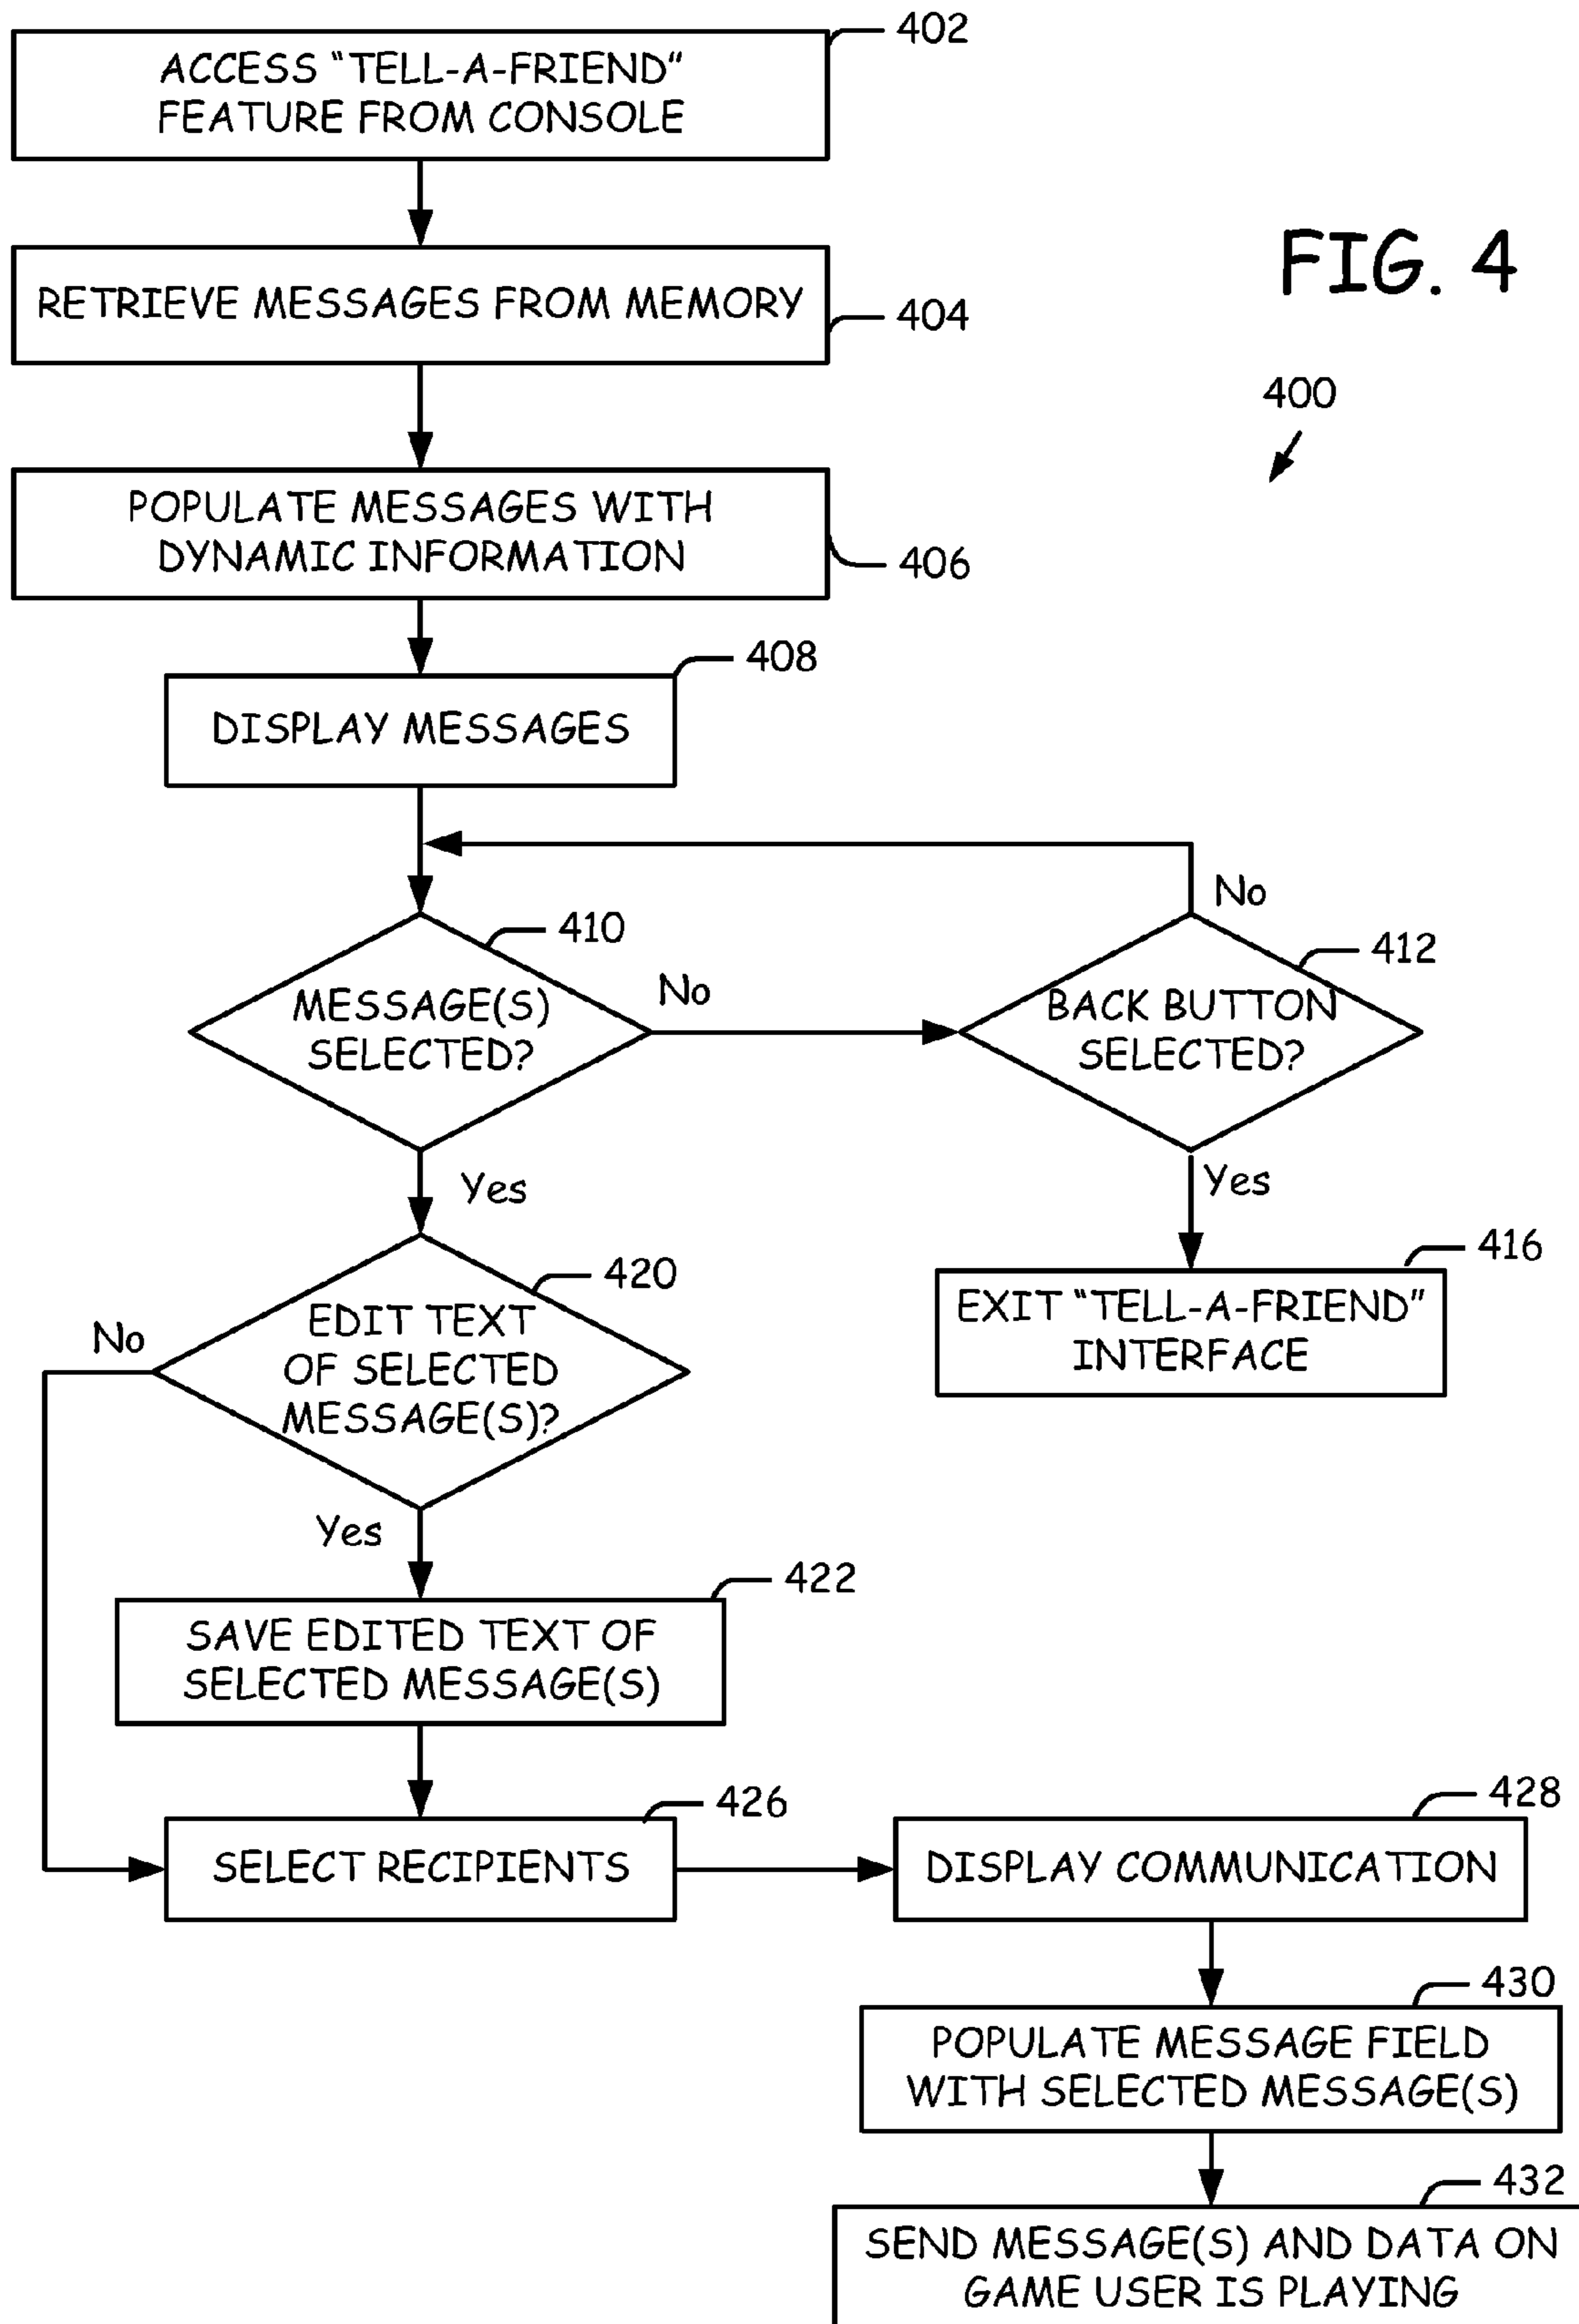 402
ACCESS “TELL-A-FRIEND”
FEATURE FROM CONSOLE
FIG. 4
RETRIEVE MESSAGES FROM MEMORY
404
400
POPULATE MESSAGES WITH
DYNAMIC INFORMATION
406
408
DISPLAY MESSAGES
No
410
412
MESSAGE(S)
SELECTED?
No
BACK BUTTON
SELECTED?
Yes
Yes
416
420
EXIT “TELL-A-FRIEND”
INTERFACE
No
EDIT TEXT
OF SELECTED
MESSAGE(S)?
Yes
422
SAVE EDITED TEXT OF
SELECTED MESSAGE(S)
426
428
SELECT RECIPIENTS
DISPLAY COMMUNICATION
430
POPULATE MESSAGE FIELD
WITH SELECTED MESSAGE(S)
432
SEND MESSAGE(S) AND DATA ON
GAME USER IS PLAYING